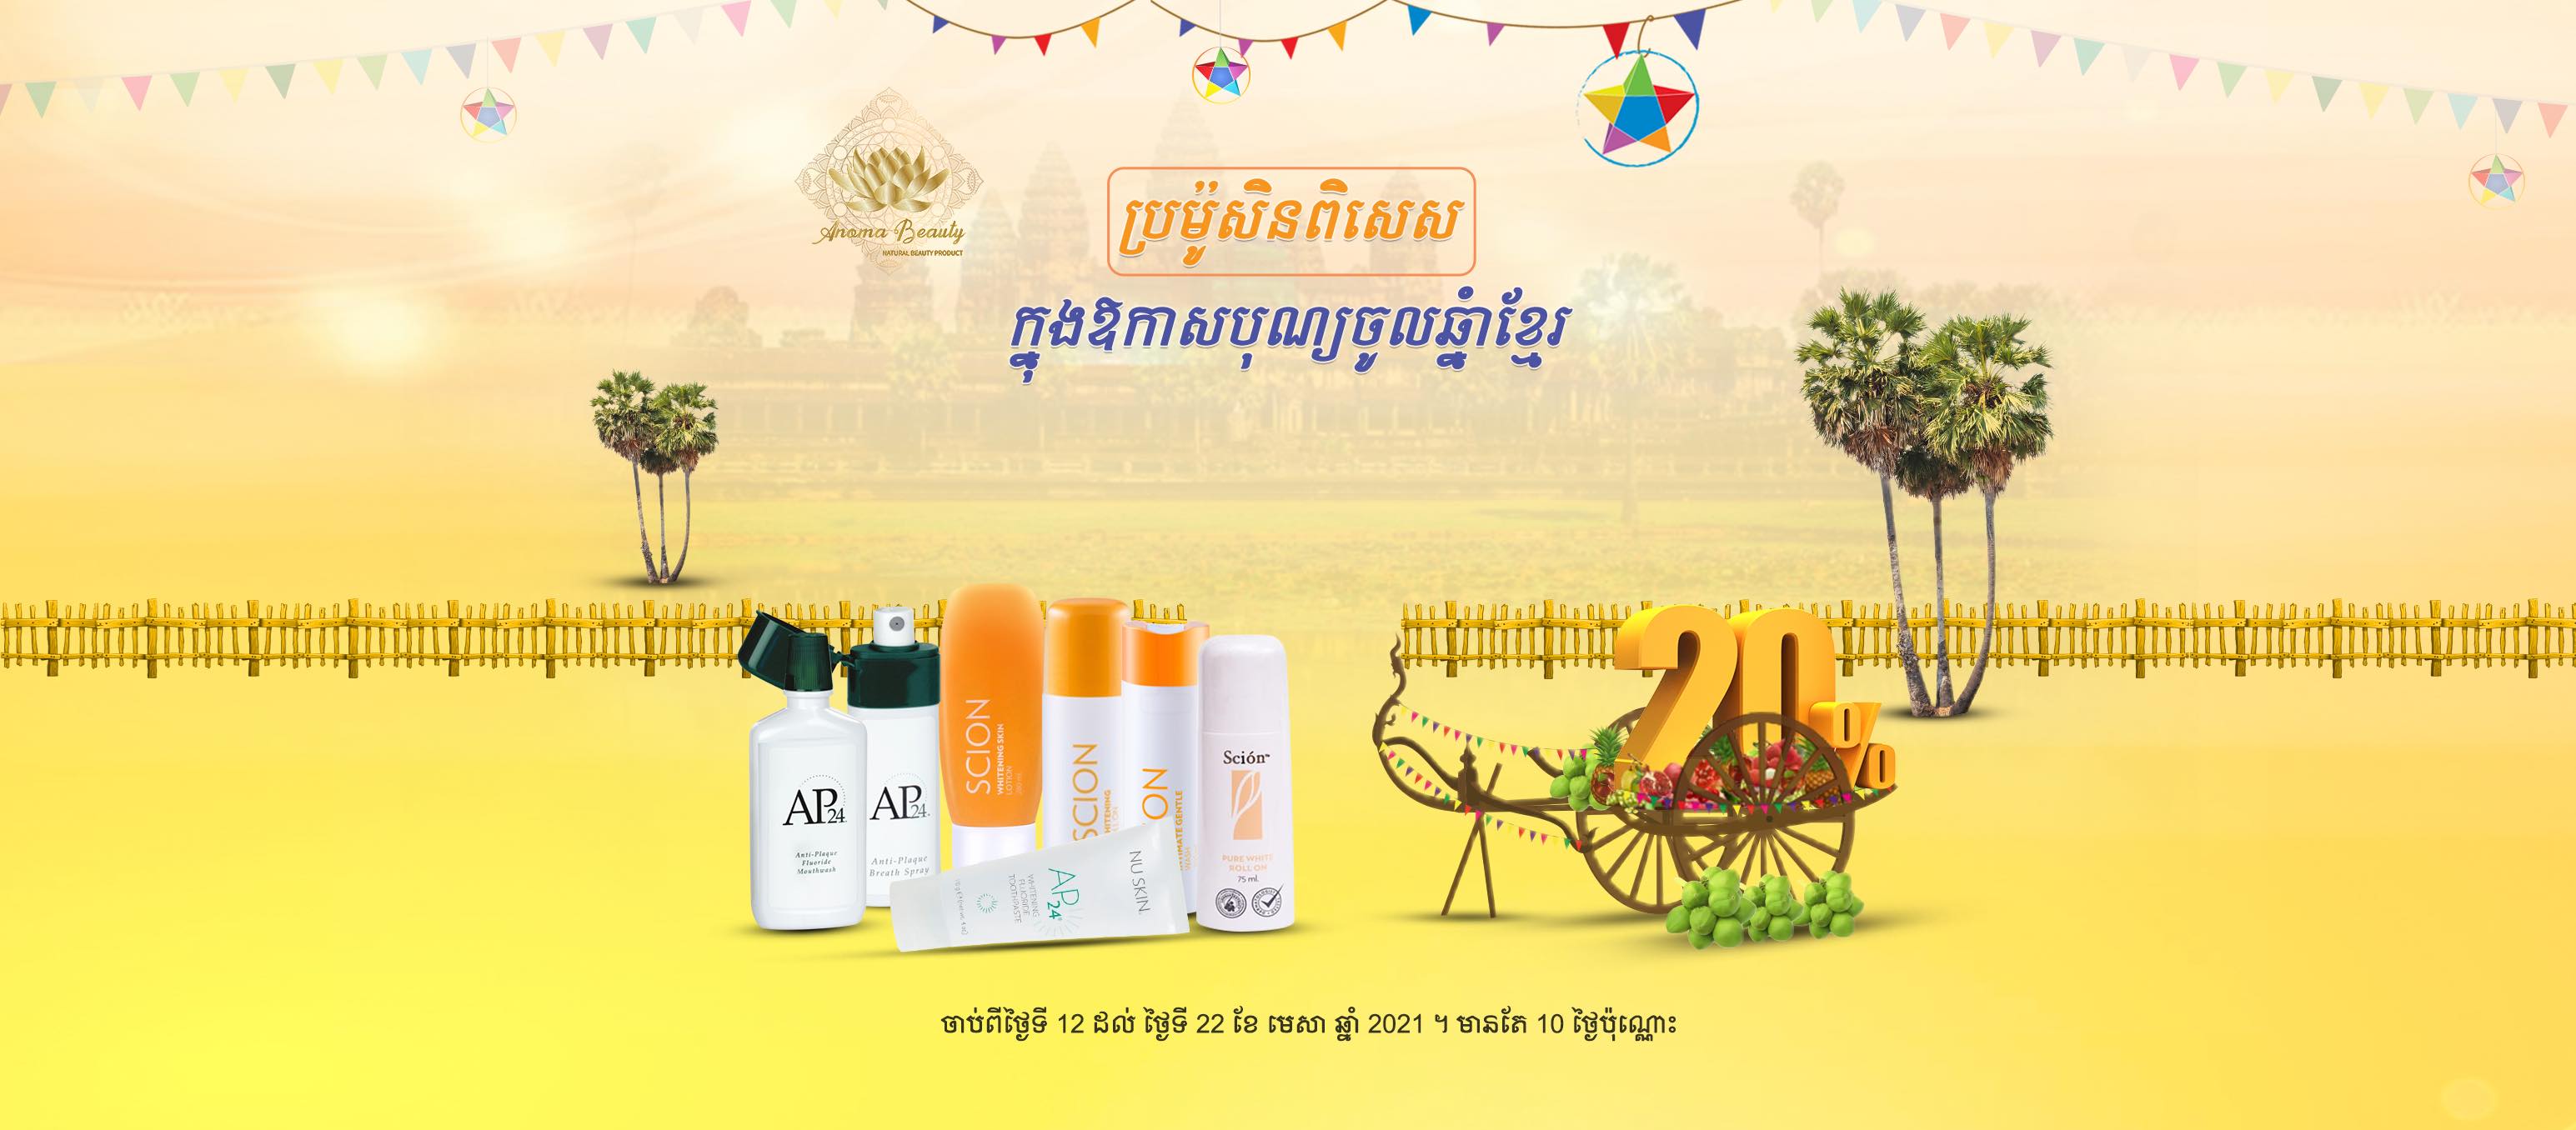 Anoma Beauty
NATURAL BEAUTY PRODUCT
ប្រម៉ូសិនពិសេស
ក្នុងឱកាសបុណ្យចូលឆ្នាំខ្មែរ
AP24
Anti-Plaque
Fluoride
Mouthwash
AP24
Anti-Plaque
Breath Spray
SCION
WHITENING SKIN
LOTION
SCION
ON
GENTLE
WASH
Sción™
PURE WHITE
ROLL ON
75 ml.
NU SKIN
AP24
WHITENING
FLUORIDE
TOOTHPASTE
20%
ចាប់ពីថ្ងៃទី 12 ដល់ ថ្ងៃទី 22 ខែ មេសា ឆ្នាំ 2021 ។ មានតែ 10 ថ្ងៃប៉ុណ្ណោះ